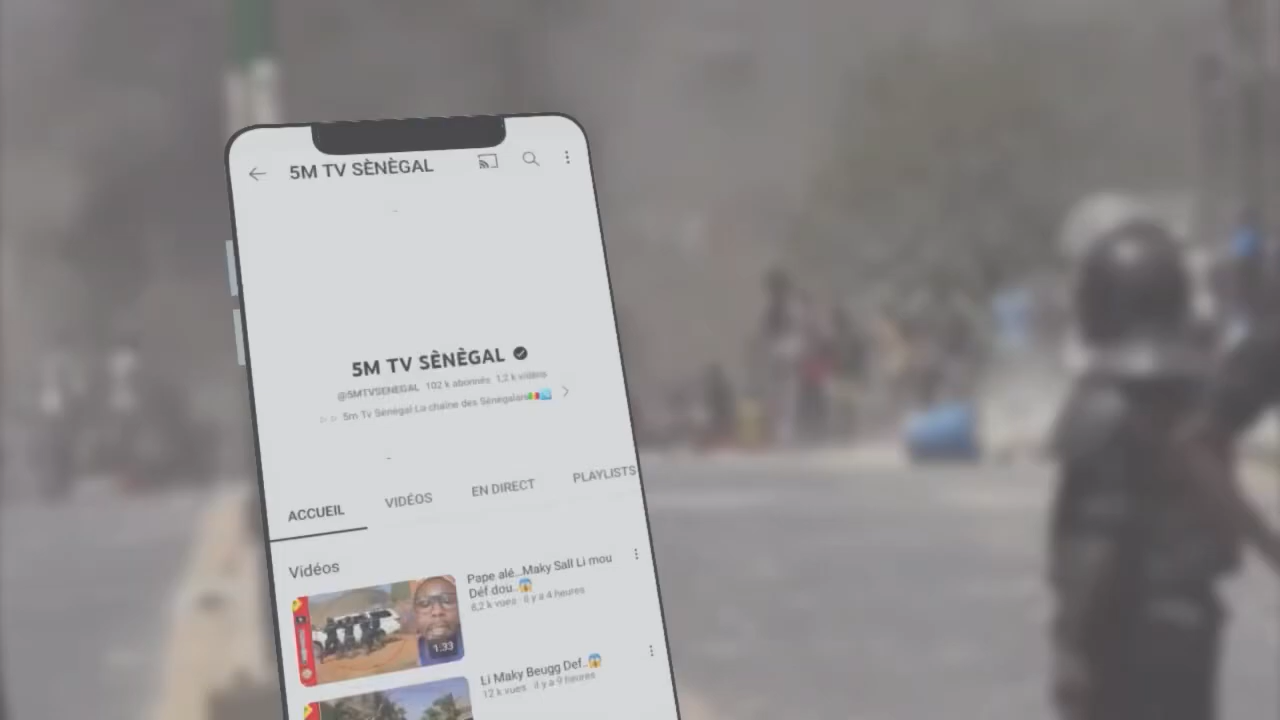 5M TV SÈNÈGAL
5M TV SÈNÈGAL
@5MTVSENEGAL 102 k abonnés 1,2 k vidéos
5m Tv Sénégal La chaîne des Sénégalais
ACCUEIL VIDÉOS EN DIRECT PLAYLISTS
Vidéos
Pape alé...Maky Sall Li mou
Déf dou..😱
8,2 k vues · il y a 4 heures
1:33
Li Maky Beugg Def..😱
12 k vues · il y a 9 heures